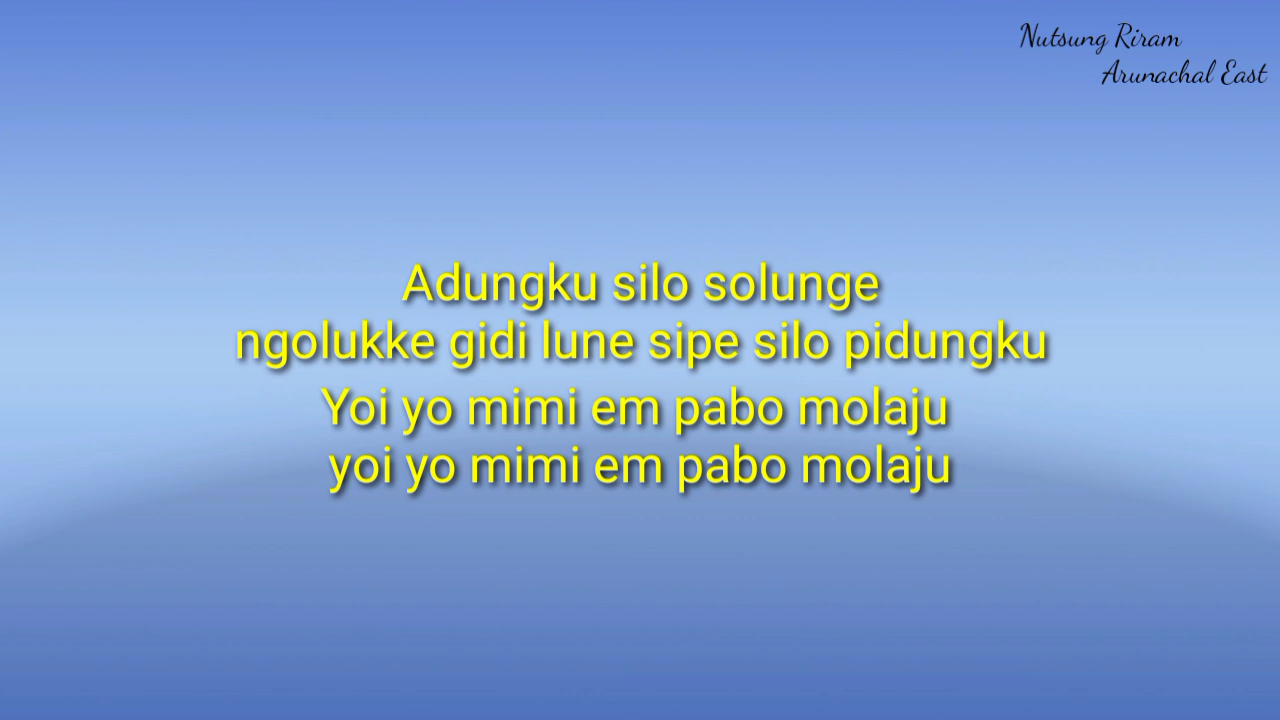 Nutsung Riram
Arunachal East
Adungku silo solunge
ngolukke gidi lune sipe silo pidungku
Yoi yo mimi em pabo molaju
yoi yo mimi em pabo molaju